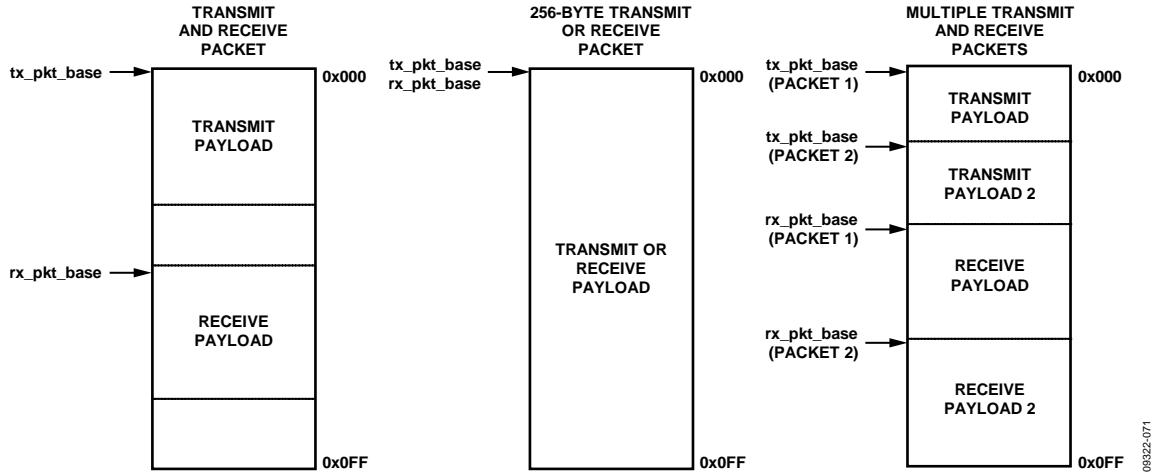 TRANSMIT
AND RECEIVE
PACKET
tx_pkt_base
0x000
TRANSMIT
PAYLOAD
rx_pkt_base
RECEIVE
PAYLOAD
0x0FF
256-BYTE TRANSMIT
OR RECEIVE
PACKET
tx_pkt_base
rx_pkt_base
0x000
TRANSMIT OR
RECEIVE
PAYLOAD
0x0FF
MULTIPLE TRANSMIT
AND RECEIVE
PACKETS
tx_pkt_base
(PACKET 1)
0x000
TRANSMIT
PAYLOAD
tx_pkt_base
(PACKET 2)
TRANSMIT
PAYLOAD 2
rx_pkt_base
(PACKET 1)
RECEIVE
PAYLOAD
rx_pkt_base
(PACKET 2)
RECEIVE
PAYLOAD 2
0x0FF
09322-071